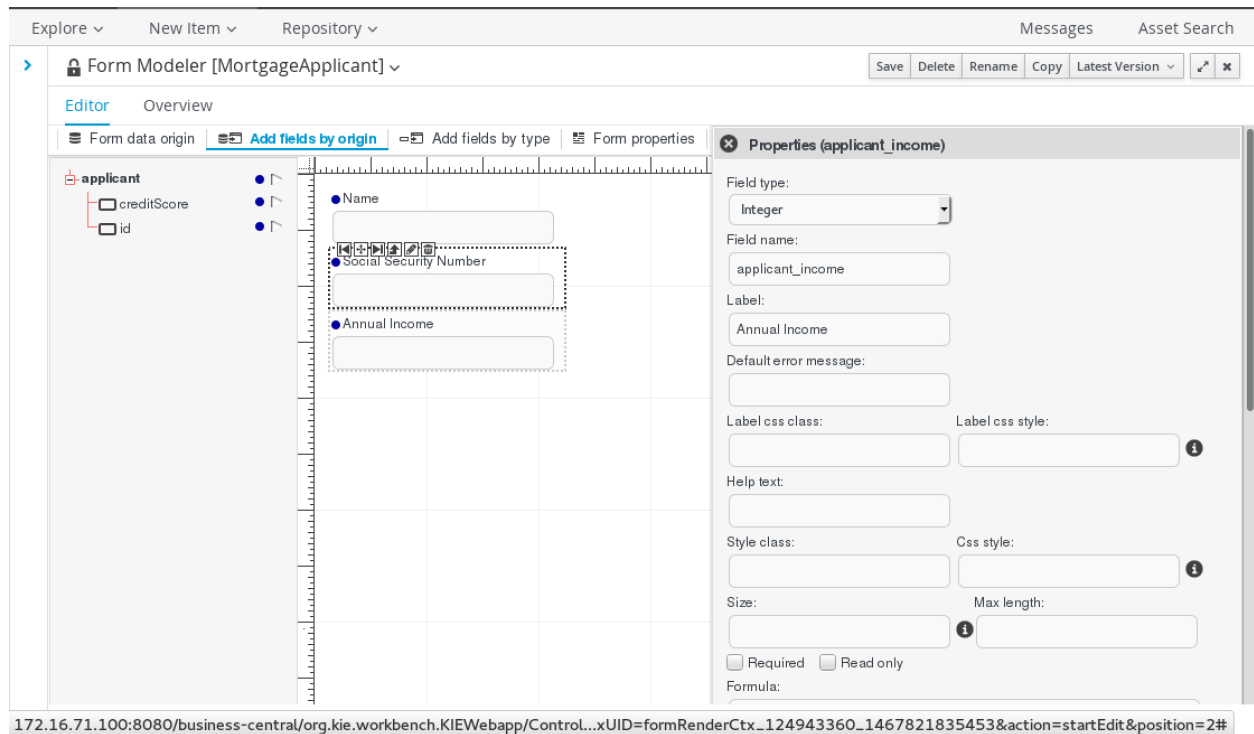 Explore New Item Repository Messages Asset Search
Form Modeler [MortgageApplicant] Save Delete Rename Copy Latest Version
Editor Overview
Form data origin Add fields by origin Add fields by type Form properties
Properties (applicant_income)
applicant
creditScore
id
Name
Social Security Number
Annual Income
Field type:
Integer
Field name:
applicant_income
Label:
Annual Income
Default error message:
Label css class: Label css style:
Help text:
Style class: Css style:
Size: Max length:
Required Read only
Formula:
172.16.71.100:8080/business-central/org.kie.workbench.KIEWebapp/Control...xUID=formRenderCtx_124943360_1467821835453&action=startEdit&position=2#